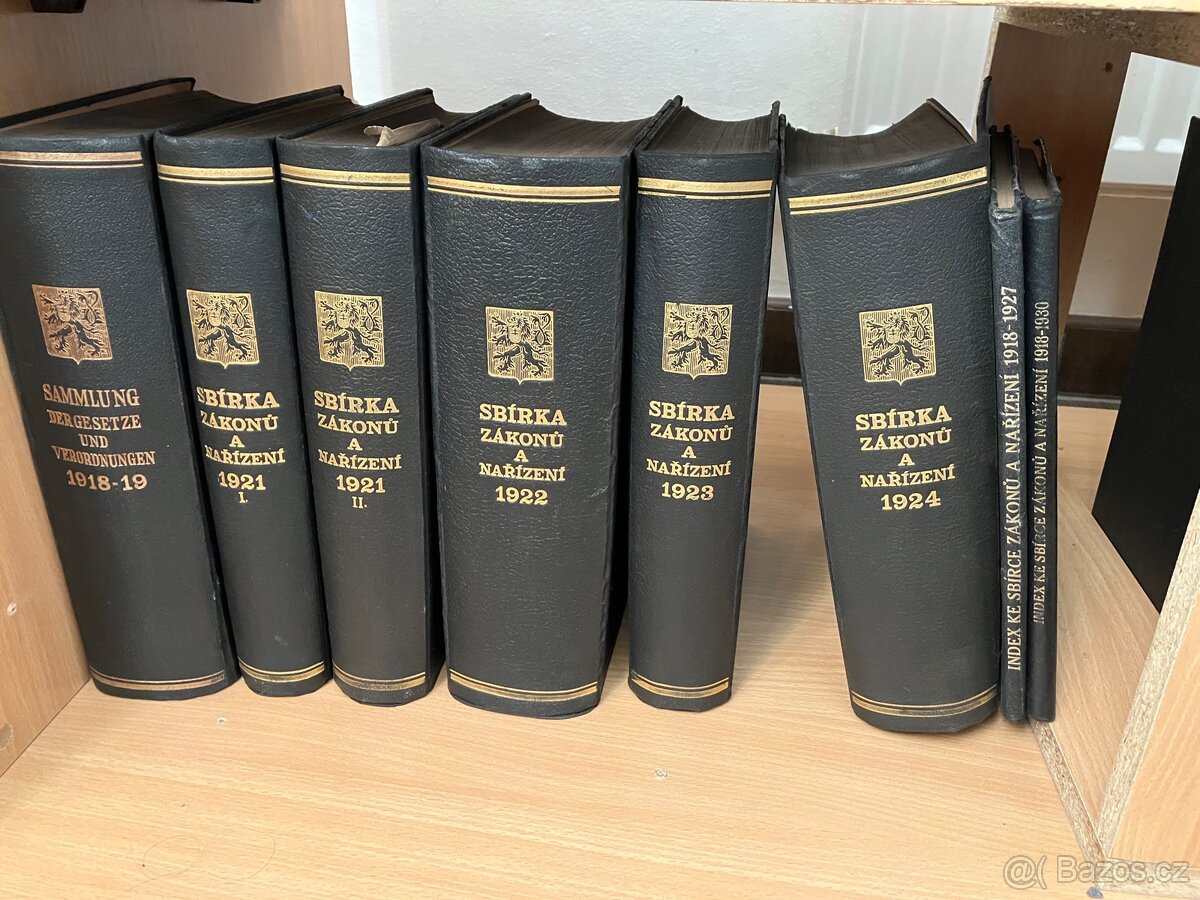 SAMMLUNG
DER GESETZE
UND
VERORDNUNGEN
1918-19
SBÍRKA
ZÁKONŮ
A
NAŘÍZENÍ
1921
I.
SBÍRKA
ZÁKONŮ
A
NAŘÍZENÍ
1921
II.
SBÍRKA
ZÁKONŮ
A
NAŘÍZENÍ
1922
SBÍRKA
ZÁKONŮ
A
NAŘÍZENÍ
1923
SBÍRKA
ZÁKONŮ
A
NAŘÍZENÍ
1924
INDEX KE SBÍRCE ZÁKONŮ A NAŘÍZENÍ 1918-1927
INDEX KE SBÍRCE ZÁKONŮ A NAŘÍZENÍ 1918-1930
Bazos.cz